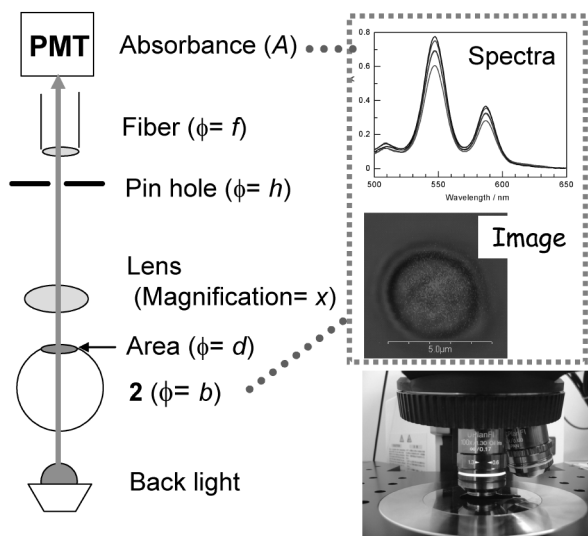 PMT
Absorbance (A)
Fiber (ϕ= f)
Pin hole (ϕ= h)
Lens
(Magnification= x)
Area (ϕ= d)
2 (ϕ= b)
Back light
Spectra
0.8
0.6
0.4
0.2
0
500 550 600 650
Wavelength / nm
Image
5.0µm